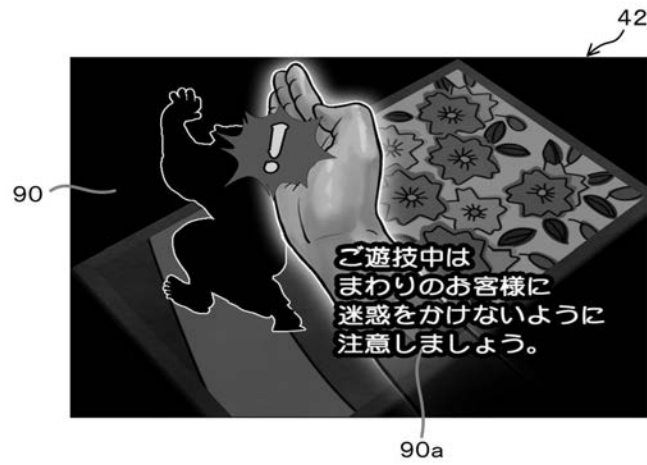 42
!
90
ご遊技中は
まわりのお客様に
迷惑をかけないように
注意しましょう。
90a